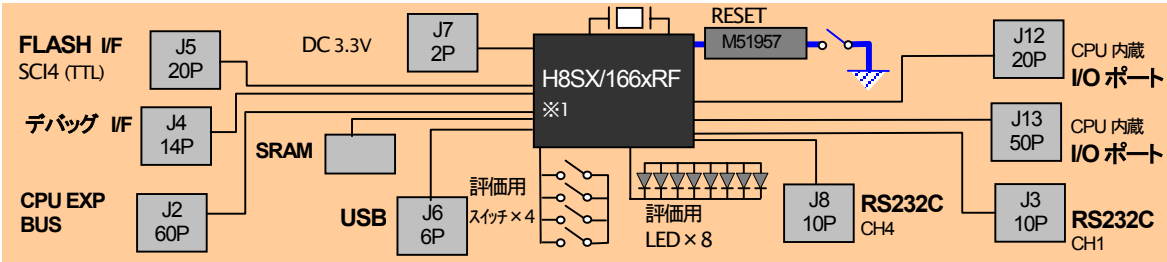 FLASH I/F
SCI4 (TTL)
J5
20P
DC 3.3V
J7
2P
H8SX/166xRF
※1
RESET
M51957
J12
20P
CPU 内蔵
I/O ポート
デバッグ I/F
J4
14P
SRAM
J13
50P
CPU 内蔵
I/O ポート
CPU EXP
BUS
J2
60P
USB
J6
6P
評価用
スイッチ×4
評価用
LED×8
J8
10P
RS232C
CH4
J3
10P
RS232C
CH1